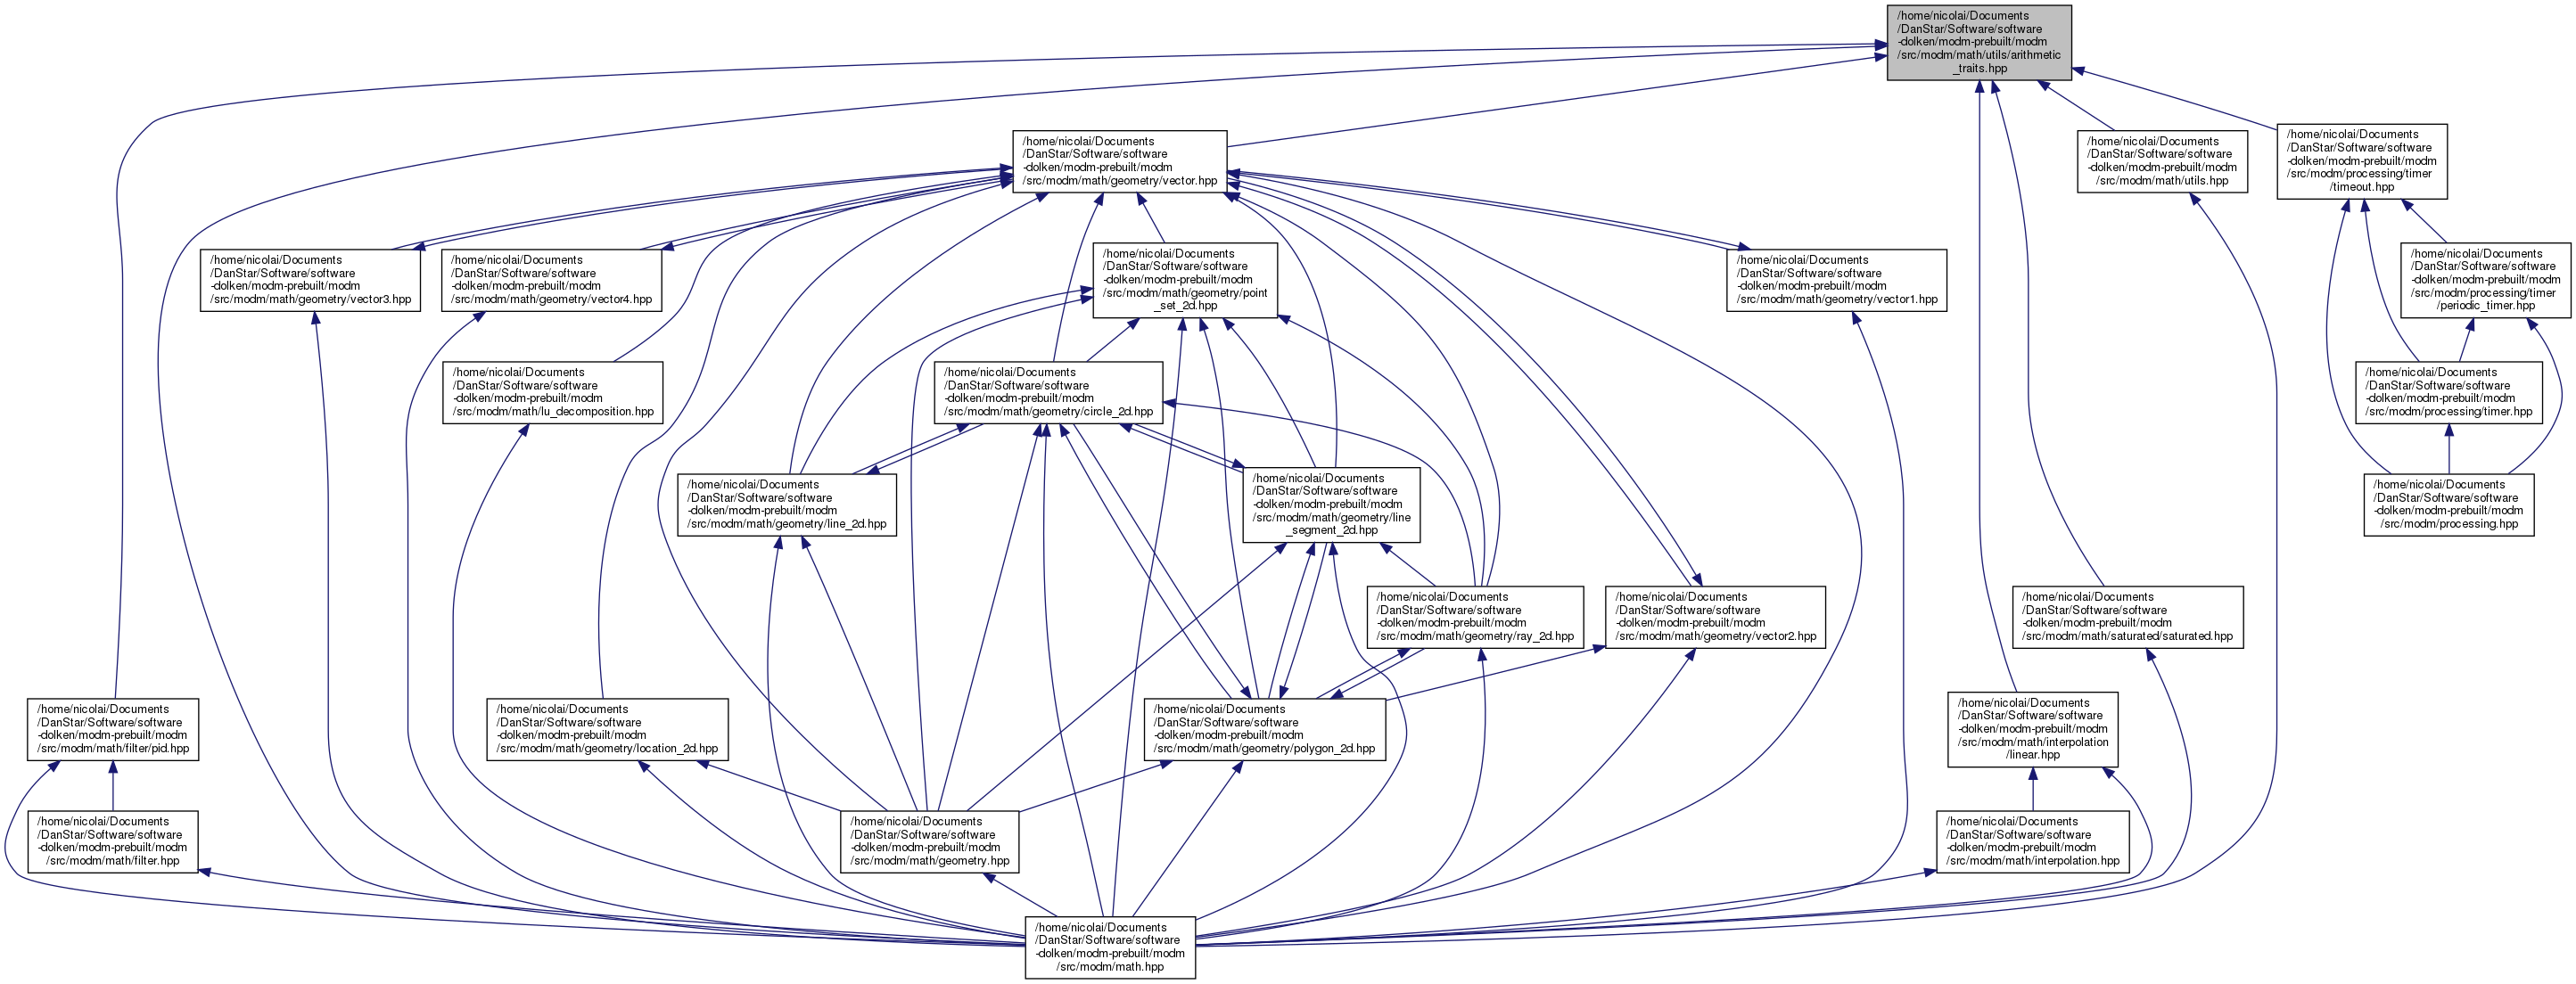 /home/nicolai/Documents
/DanStar/Software/software
-dolken/modm-prebuilt/modm
/src/modm/math/utils/arithmetic
_traits.hpp
/home/nicolai/Documents
/DanStar/Software/software
-dolken/modm-prebuilt/modm
/src/modm/math/geometry/vector.hpp
/home/nicolai/Documents
/DanStar/Software/software
-dolken/modm-prebuilt/modm
/src/modm/math/utils.hpp
/home/nicolai/Documents
/DanStar/Software/software
-dolken/modm-prebuilt/modm
/src/modm/processing/timer
/timeout.hpp
/home/nicolai/Documents
/DanStar/Software/software
-dolken/modm-prebuilt/modm
/src/modm/math/geometry/vector3.hpp
/home/nicolai/Documents
/DanStar/Software/software
-dolken/modm-prebuilt/modm
/src/modm/math/geometry/vector4.hpp
/home/nicolai/Documents
/DanStar/Software/software
-dolken/modm-prebuilt/modm
/src/modm/math/geometry/point
_set_2d.hpp
/home/nicolai/Documents
/DanStar/Software/software
-dolken/modm-prebuilt/modm
/src/modm/math/geometry/vector1.hpp
/home/nicolai/Documents
/DanStar/Software/software
-dolken/modm-prebuilt/modm
/src/modm/processing/timer
/periodic_timer.hpp
/home/nicolai/Documents
/DanStar/Software/software
-dolken/modm-prebuilt/modm
/src/modm/math/lu_decomposition.hpp
/home/nicolai/Documents
/DanStar/Software/software
-dolken/modm-prebuilt/modm
/src/modm/math/geometry/circle_2d.hpp
/home/nicolai/Documents
/DanStar/Software/software
-dolken/modm-prebuilt/modm
/src/modm/processing/timer.hpp
/home/nicolai/Documents
/DanStar/Software/software
-dolken/modm-prebuilt/modm
/src/modm/math/geometry/line_2d.hpp
/home/nicolai/Documents
/DanStar/Software/software
-dolken/modm-prebuilt/modm
/src/modm/math/geometry/line
_segment_2d.hpp
/home/nicolai/Documents
/DanStar/Software/software
-dolken/modm-prebuilt/modm
/src/modm/processing.hpp
/home/nicolai/Documents
/DanStar/Software/software
-dolken/modm-prebuilt/modm
/src/modm/math/geometry/ray_2d.hpp
/home/nicolai/Documents
/DanStar/Software/software
-dolken/modm-prebuilt/modm
/src/modm/math/geometry/vector2.hpp
/home/nicolai/Documents
/DanStar/Software/software
-dolken/modm-prebuilt/modm
/src/modm/math/saturated/saturated.hpp
/home/nicolai/Documents
/DanStar/Software/software
-dolken/modm-prebuilt/modm
/src/modm/math/filter/pid.hpp
/home/nicolai/Documents
/DanStar/Software/software
-dolken/modm-prebuilt/modm
/src/modm/math/geometry/location_2d.hpp
/home/nicolai/Documents
/DanStar/Software/software
-dolken/modm-prebuilt/modm
/src/modm/math/geometry/polygon_2d.hpp
/home/nicolai/Documents
/DanStar/Software/software
-dolken/modm-prebuilt/modm
/src/modm/math/interpolation
/linear.hpp
/home/nicolai/Documents
/DanStar/Software/software
-dolken/modm-prebuilt/modm
/src/modm/math/filter.hpp
/home/nicolai/Documents
/DanStar/Software/software
-dolken/modm-prebuilt/modm
/src/modm/math/geometry.hpp
/home/nicolai/Documents
/DanStar/Software/software
-dolken/modm-prebuilt/modm
/src/modm/math/interpolation.hpp
/home/nicolai/Documents
/DanStar/Software/software
-dolken/modm-prebuilt/modm
/src/modm/math.hpp